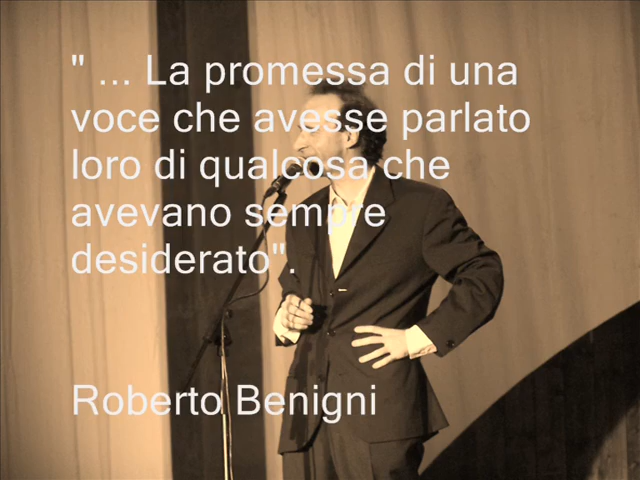 " ... La promessa di una
voce che avesse parlato
loro di qualcosa che
avevano sempre
desiderato".
Roberto Benigni